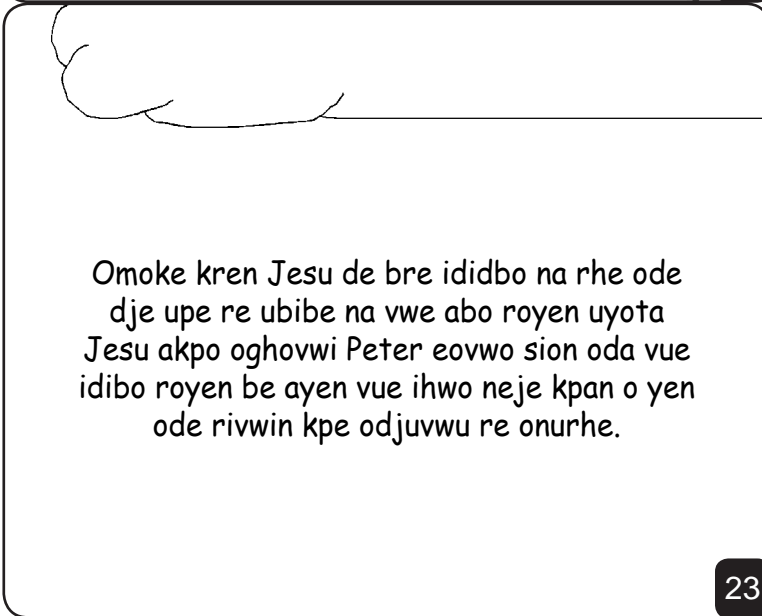 Omoke kren Jesu de bre ididbo na rhe ode
dje upe re ubibe na vwe abo royen uyota
Jesu akpo oghovwi Peter eovwo sion oda vue
idibo royen be ayen vue ihwo neje kpan o yen
ode rivwin kpe odjuvwu re onurhe.
23